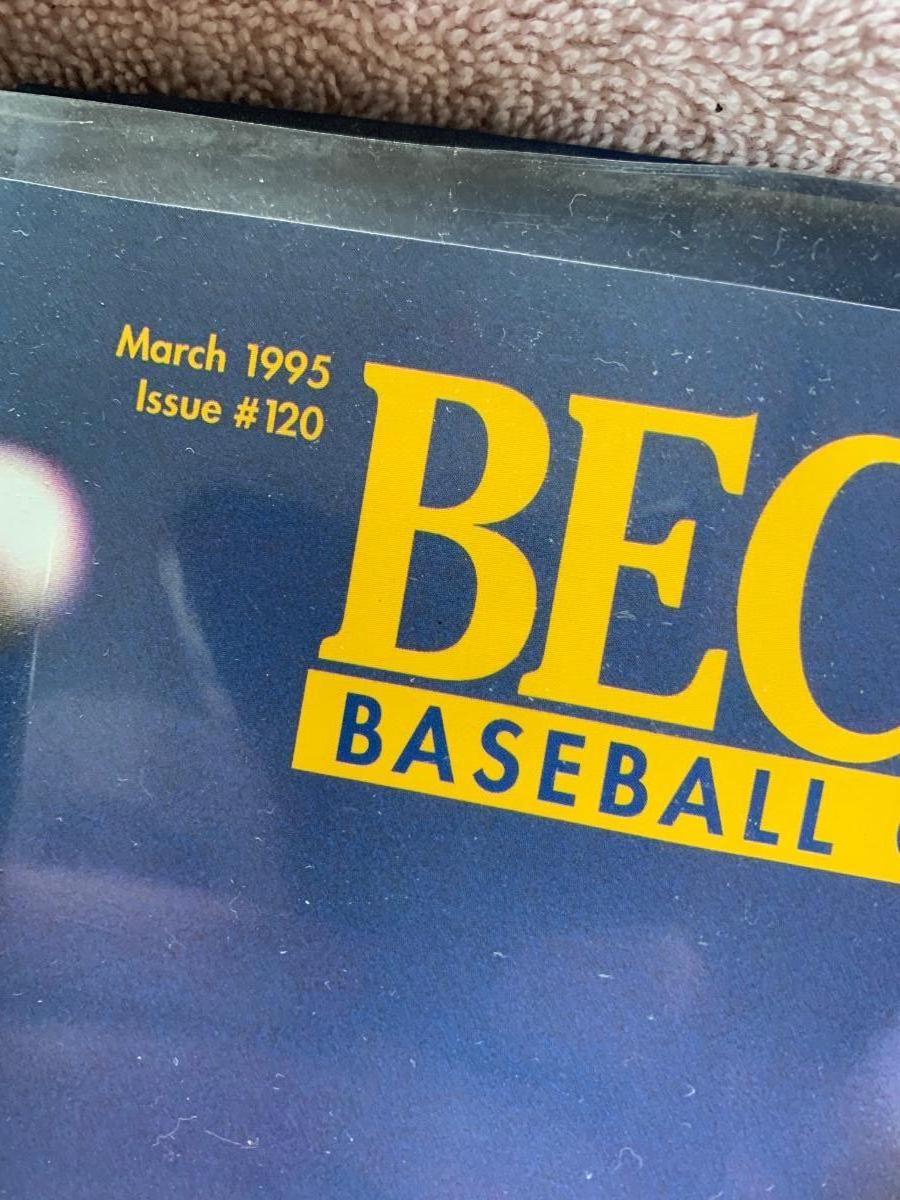 March 1995
Issue #120
BEC
BASEBALL